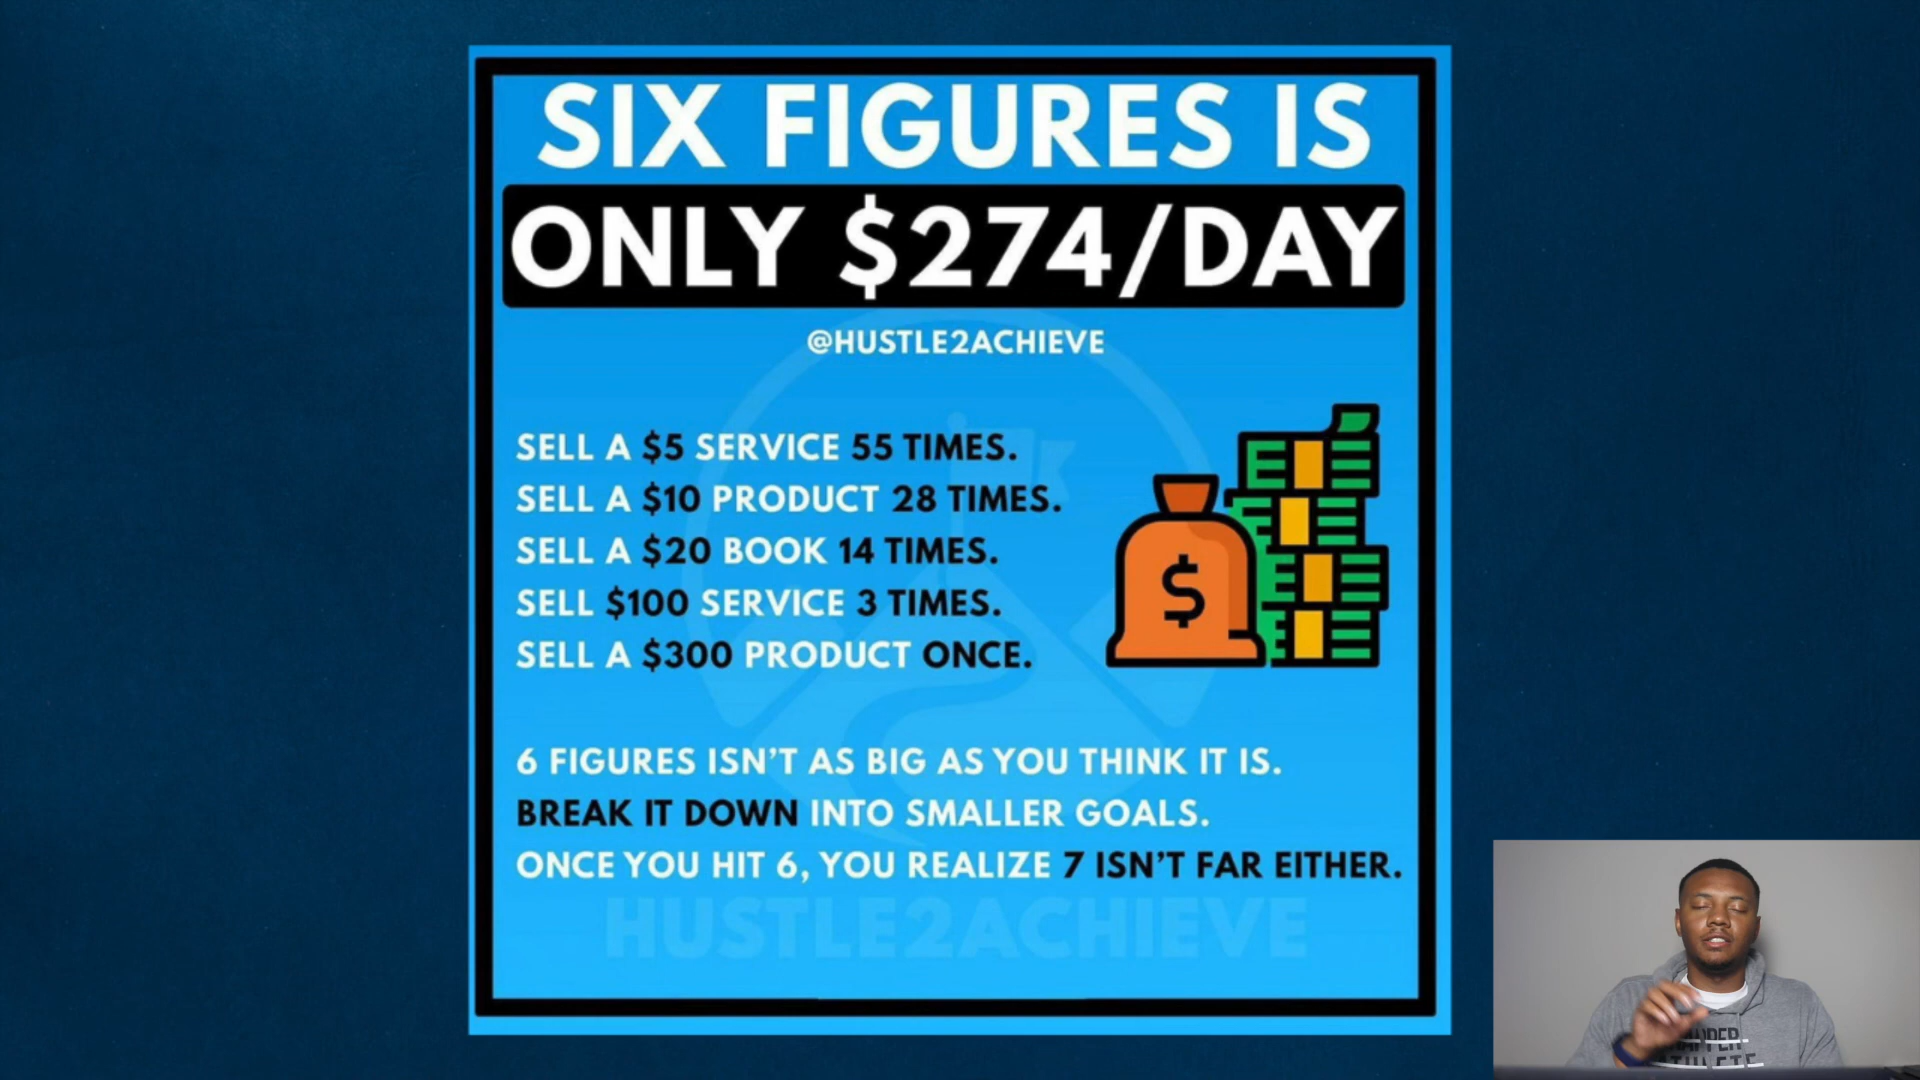 SIX FIGURES IS
ONLY $274/DAY
@HUSTLE2ACHIEVE
SELL A $5 SERVICE 55 TIMES.
SELL A $10 PRODUCT 28 TIMES.
SELL A $20 BOOK 14 TIMES.
SELL $100 SERVICE 3 TIMES.
SELL A $300 PRODUCT ONCE.
$
6 FIGURES ISN'T AS BIG AS YOU THINK IT IS.
BREAK IT DOWN INTO SMALLER GOALS.
ONCE YOU HIT 6, YOU REALIZE 7 ISN'T FAR EITHER.
HUSTLE2ACHIEVE